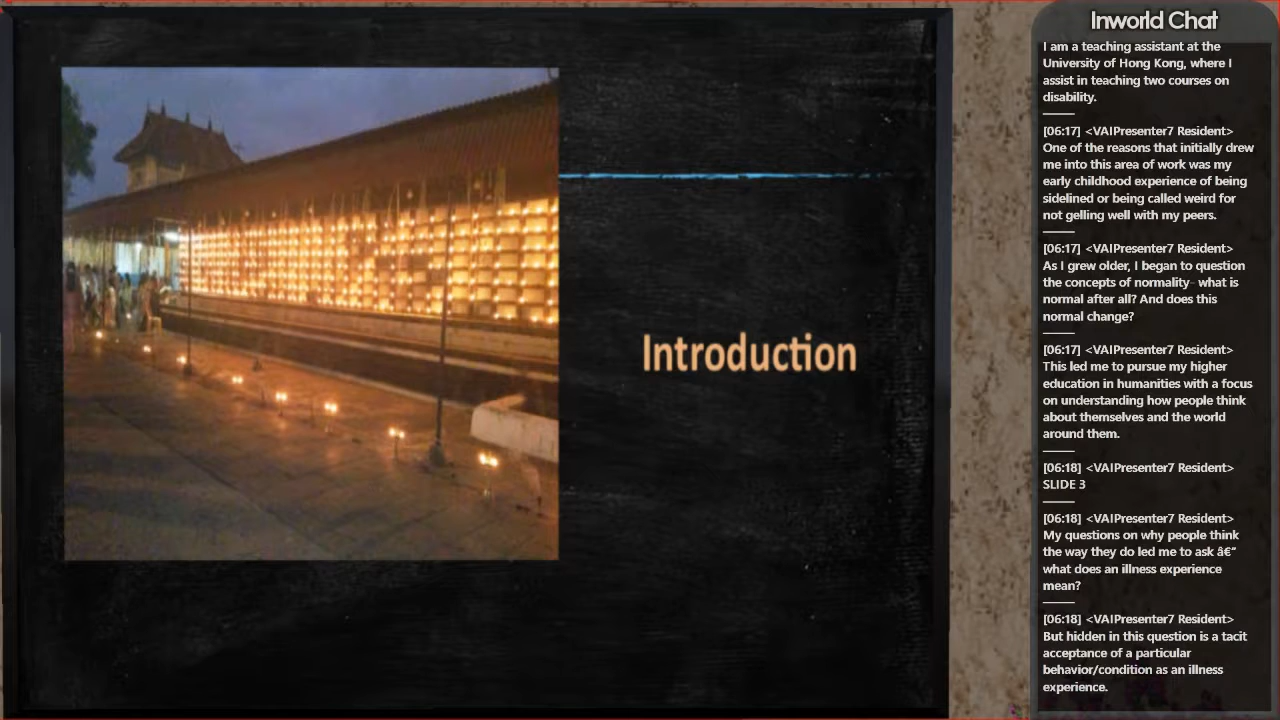 Introduction
Inworld Chat
I am a teaching assistant at the
University of Hong Kong, where I
assist in teaching two courses on
disability.
[06:17] <VAIPresenter7 Resident>
One of the reasons that initially drew
me into this area of work was my
early childhood experience of being
sidelined or being called weird for
not gelling well with my peers.
[06:17] <VAIPresenter7 Resident>
As I grew older, I began to question
the concepts of normality- what is
normal after all? And does this
normal change?
[06:17] <VAIPresenter7 Resident>
This led me to pursue my higher
education in humanities with a focus
on understanding how people think
about themselves and the world
around them.
[06:18] <VAIPresenter7 Resident>
SLIDE 3
[06:18] <VAIPresenter7 Resident>
My questions on why people think
the way they do led me to ask â€“
what does an illness experience
mean?
[06:18] <VAIPresenter7 Resident>
But hidden in this question is a tacit
acceptance of a particular
behavior/condition as an illness
experience.